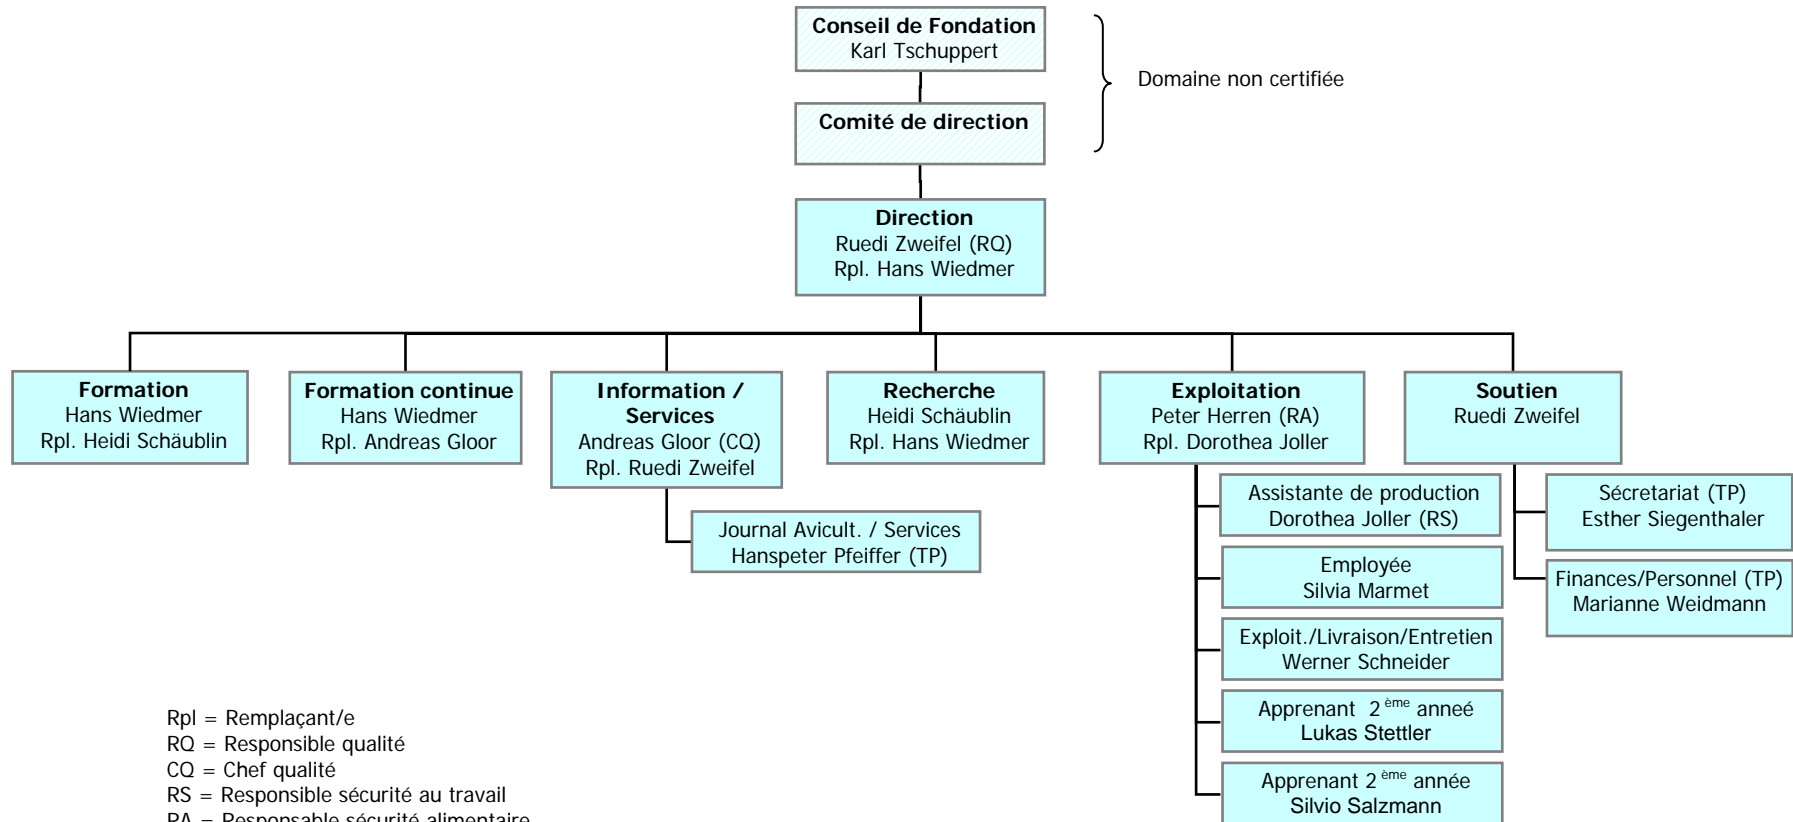 Conseil de Fondation
Karl Tschuppert
Domaine non certifiée
Comité de direction
Direction
Ruedi Zweifel (RQ)
Rpl. Hans Wiedmer
Formation
Hans Wiedmer
Rpl. Heidi Schäublin
Formation continue
Hans Wiedmer
Rpl. Andreas Gloor
Information /
Services
Andreas Gloor (CQ)
Rpl. Ruedi Zweifel
Journal Avicult. / Services
Hanspeter Pfeiffer (TP)
Recherche
Heidi Schäublin
Rpl. Hans Wiedmer
Exploitation
Peter Herren (RA)
Rpl. Dorothea Joller
Assistante de production
Dorothea Joller (RS)
Employée
Silvia Marmet
Exploit./Livraison/Entretien
Werner Schneider
Apprenant 2 ème anneé
Lukas Stettler
Apprenant 2 ème année
Silvio Salzmann
Soutien
Ruedi Zweifel
Sécretariat (TP)
Esther Siegenthaler
Finances/Personnel (TP)
Marianne Weidmann
Rpl = Remplaçant/e
RQ = Responsible qualité
CQ = Chef qualité
RS = Responsible sécurité au travail
RA = Responsable sécurité alimentaire